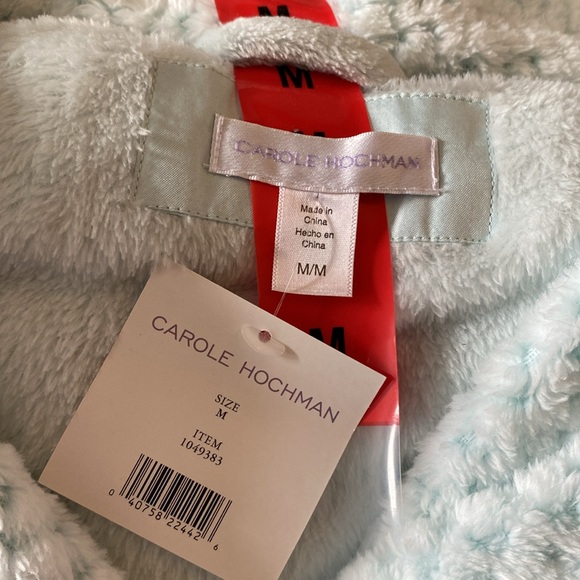 M
M
M
CAROLE HOCHMAN
Made in
China
Hecho en
China
M/M
M
CAROLE HOCHMAN
SIZE
M
ITEM
1049383
0 40758 22442 6